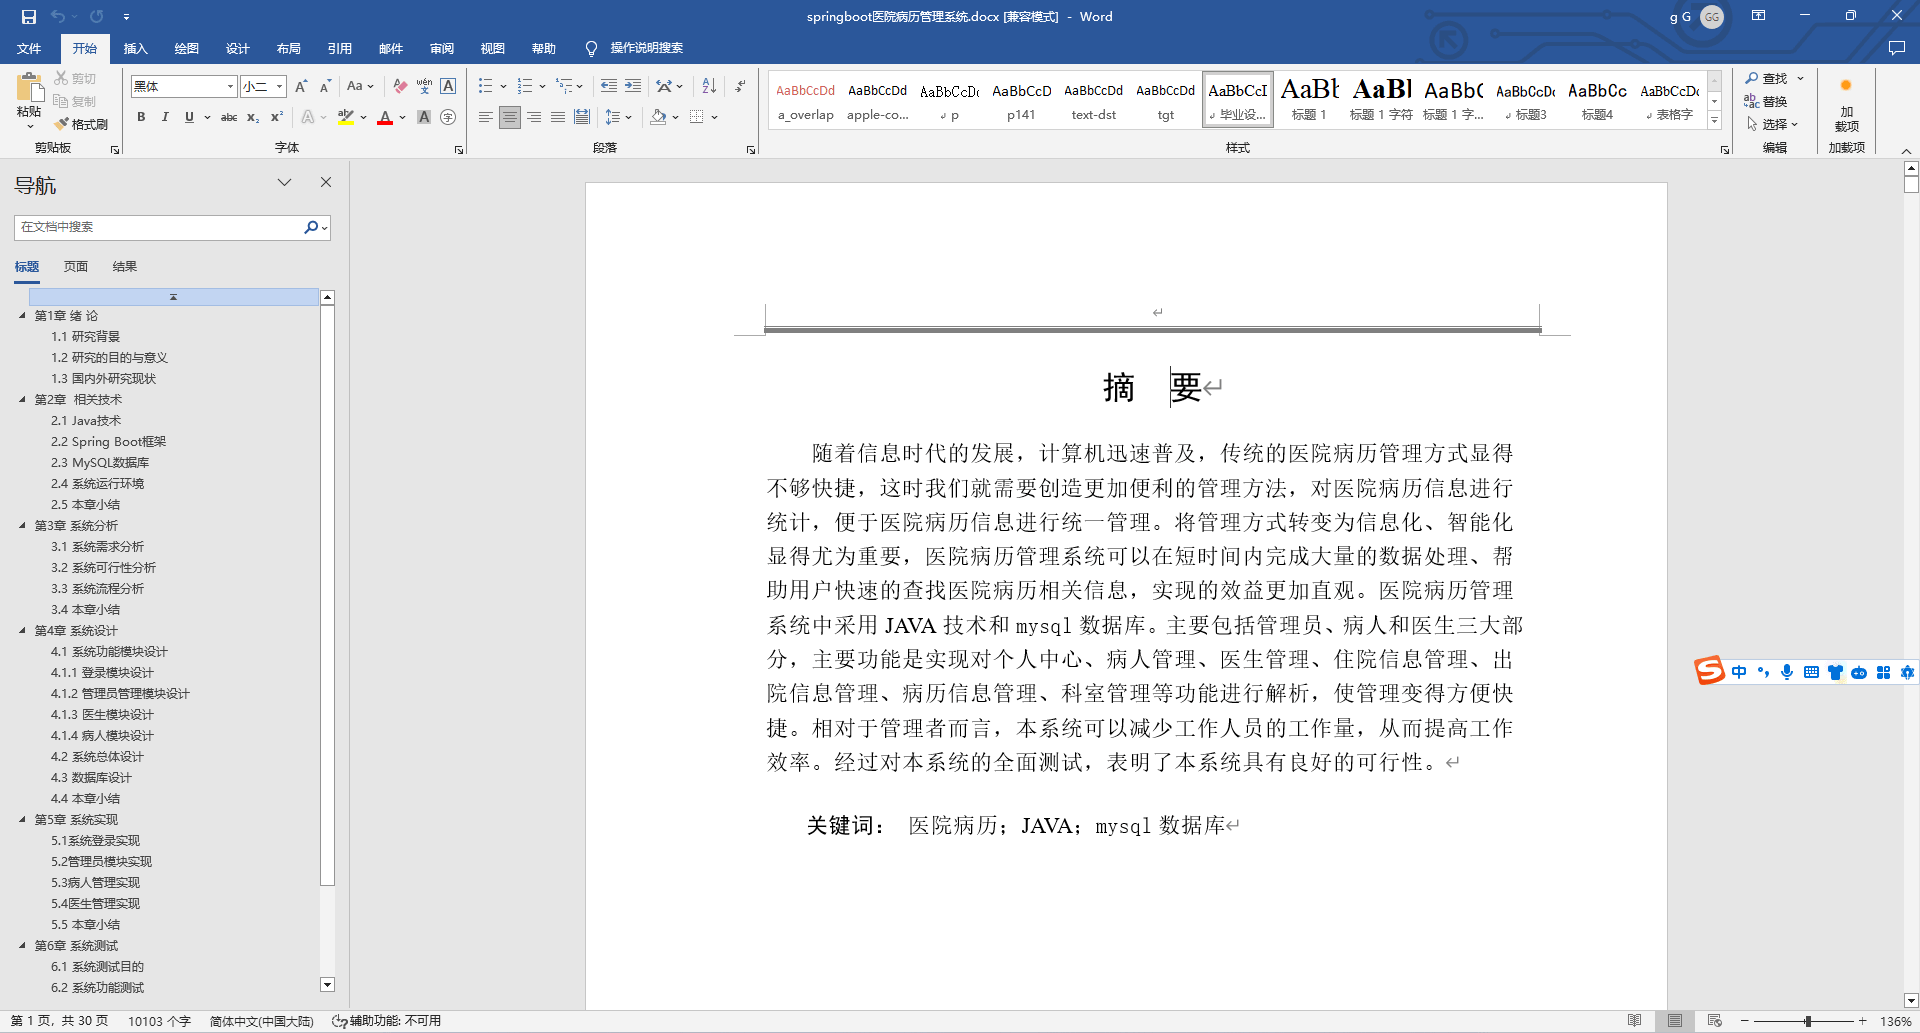 springboot医院病历管理系统.docx [兼容模式] - Word
g G
GG
文件 开始 插入 绘图 设计 布局 引用 邮件 审阅 视图 帮助 操作说明搜索
粘贴
剪切
复制
格式刷
剪贴板
黑体 小二
字体
段落
AaBbCcDd a_overlap
AaBbCcDd apple-co...
AaBbCcDc p
AaBbCcD p141
AaBbCcDd text-dst
AaBbCcDd tgt
AaBbCcI 毕业设...
AaBb 标题 1
AaBl 标题 1 字符
AaBbC 标题 1 字...
AaBbCcDc 标题3
AaBbCc 标题4
AaBbCcDc 表格字
样式
查找
替换
选择
编辑
加载项
加载项
导航
在文档中搜索
标题 页面 结果
第1章 绪 论
1.1 研究背景
1.2 研究的目的与意义
1.3 国内外研究现状
第2章 相关技术
2.1 Java技术
2.2 Spring Boot框架
2.3 MySQL数据库
2.4 系统运行环境
2.5 本章小结
第3章 系统分析
3.1 系统需求分析
3.2 系统可行性分析
3.3 系统流程分析
3.4 本章小结
第4章 系统设计
4.1 系统功能模块设计
4.1.1 登录模块设计
4.1.2 管理员管理模块设计
4.1.3 医生模块设计
4.1.4 病人模块设计
4.2 系统总体设计
4.3 数据库设计
4.4 本章小结
第5章 系统实现
5.1系统登录实现
5.2管理员模块实现
5.3病人管理实现
5.4医生管理实现
5.5 本章小结
第6章 系统测试
6.1 系统测试目的
6.2 系统功能测试
摘 要
随着信息时代的发展，计算机迅速普及，传统的医院病历管理方式显得
不够快捷，这时我们就需要创造更加便利的管理方法，对医院病历信息进行
统计，便于医院病历信息进行统一管理。将管理方式转变为信息化、智能化
显得尤为重要，医院病历管理系统可以在短时间内完成大量的数据处理、帮
助用户快速的查找医院病历相关信息，实现的效益更加直观。医院病历管理
系统中采用 JAVA 技术和 mysql 数据库。主要包括管理员、病人和医生三大部
分，主要功能是实现对个人中心、病人管理、医生管理、住院信息管理、出
院信息管理、病历信息管理、科室管理等功能进行解析，使管理变得方便快
捷。相对于管理者而言，本系统可以减少工作人员的工作量，从而提高工作
效率。经过对本系统的全面测试，表明了本系统具有良好的可行性。
关键词： 医院病历；JAVA；mysql 数据库
中
第 1 页，共 30 页 10103 个字 简体中文(中国大陆) 辅助功能: 不可用
136%